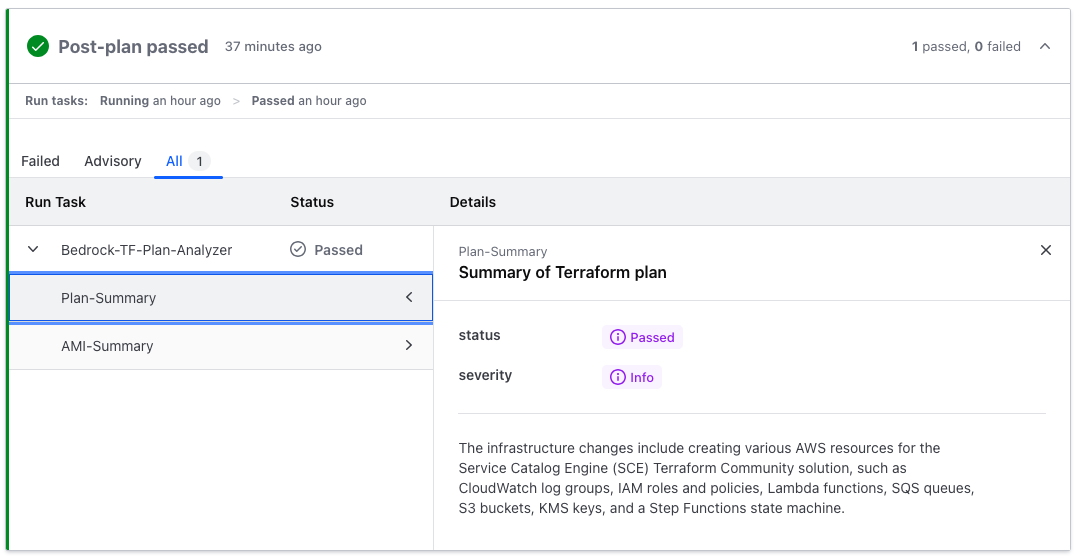 Post-plan passed 37 minutes ago 1 passed, 0 failed
Run tasks: Running an hour ago > Passed an hour ago
Failed Advisory All 1
Run Task Status Details
Bedrock-TF-Plan-Analyzer Passed
Plan-Summary
AMI-Summary
Plan-Summary
Summary of Terraform plan
status Passed
severity Info
The infrastructure changes include creating various AWS resources for the
Service Catalog Engine (SCE) Terraform Community solution, such as
CloudWatch log groups, IAM roles and policies, Lambda functions, SQS queues,
S3 buckets, KMS keys, and a Step Functions state machine.